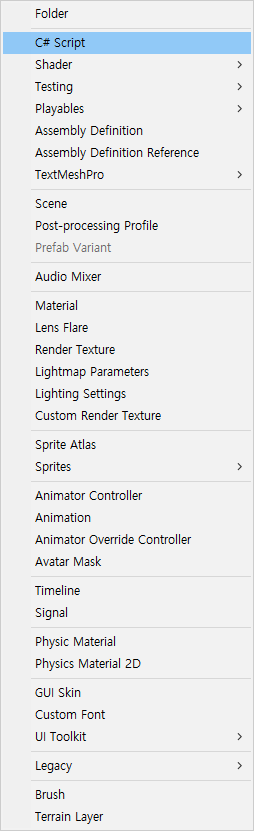 Folder
C# Script
Shader
Testing
Playables
Assembly Definition
Assembly Definition Reference
TextMeshPro
Scene
Post-processing Profile
Prefab Variant
Audio Mixer
Material
Lens Flare
Render Texture
Lightmap Parameters
Lighting Settings
Custom Render Texture
Sprite Atlas
Sprites
Animator Controller
Animation
Animator Override Controller
Avatar Mask
Timeline
Signal
Physic Material
Physics Material 2D
GUI Skin
Custom Font
UI Toolkit
Legacy
Brush
Terrain Layer